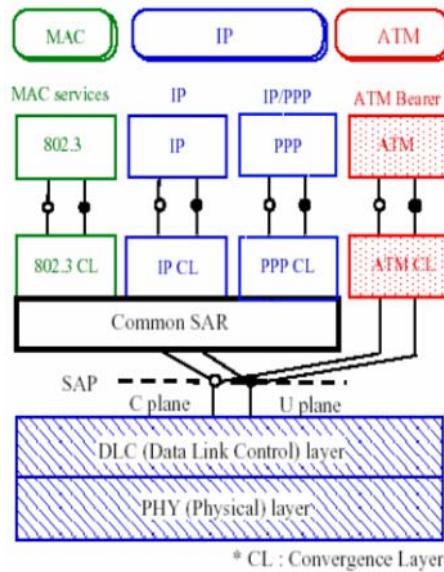 MAC IP ATM
MAC services IP IP/PPP ATM Bearer
802.3 IP PPP ATM
802.3 CL IP CL PPP CL ATM CL
Common SAR
SAP
C plane U plane
DLC (Data Link Control) layer
PHY (Physical) layer
* CL : Convergence Layer